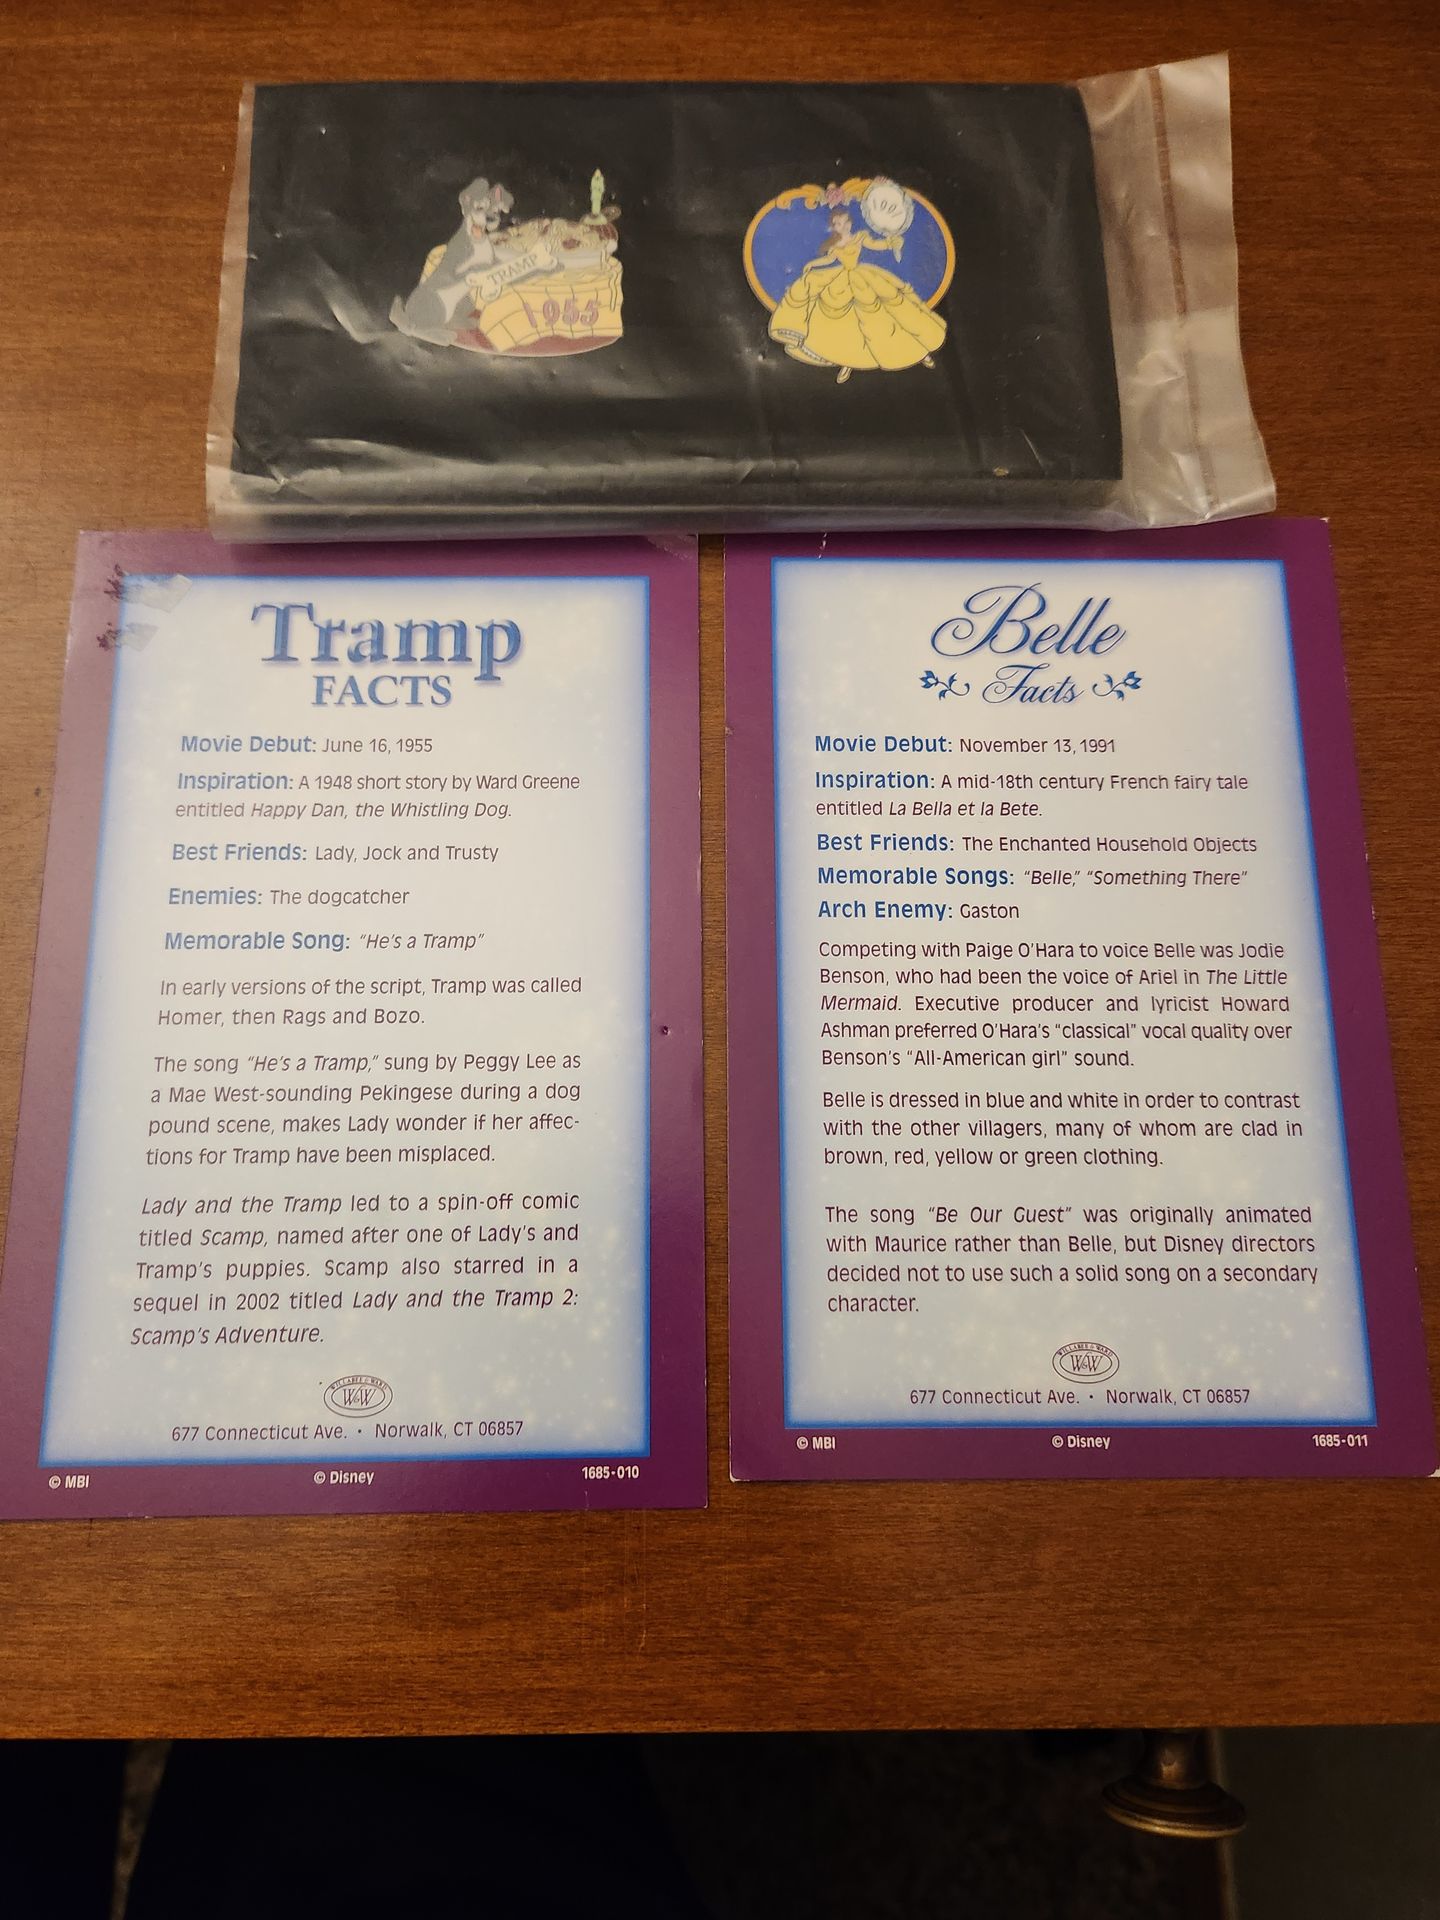 TRAMP
1955
Tramp
FACTS
Movie Debut: June 16, 1955
Inspiration: A 1948 short story by Ward Greene
entitled Happy Dan, the Whistling Dog.
Best Friends: Lady, Jock and Trusty
Enemies: The dogcatcher
Memorable Song: “He’s a Tramp”
In early versions of the script, Tramp was called
Homer, then Rags and Bozo.
The song “He’s a Tramp,” sung by Peggy Lee as
a Mae West-sounding Pekingese during a dog
pound scene, makes Lady wonder if her affec-
tions for Tramp have been misplaced.
Lady and the Tramp led to a spin-off comic
titled Scamp, named after one of Lady’s and
Tramp’s puppies. Scamp also starred in a
sequel in 2002 titled Lady and the Tramp 2:
Scamp’s Adventure.
WILLABEE & WARD
W&W
677 Connecticut Ave. • Norwalk, CT 06857
© MBI © Disney 1685-010
Belle
Facts
Movie Debut: November 13, 1991
Inspiration: A mid-18th century French fairy tale
entitled La Bella et la Bete.
Best Friends: The Enchanted Household Objects
Memorable Songs: “Belle,” “Something There”
Arch Enemy: Gaston
Competing with Paige O’Hara to voice Belle was Jodie
Benson, who had been the voice of Ariel in The Little
Mermaid. Executive producer and lyricist Howard
Ashman preferred O’Hara’s “classical” vocal quality over
Benson’s “All-American girl” sound.
Belle is dressed in blue and white in order to contrast
with the other villagers, many of whom are clad in
brown, red, yellow or green clothing.
The song “Be Our Guest” was originally animated
with Maurice rather than Belle, but Disney directors
decided not to use such a solid song on a secondary
character.
WILLABEE & WARD
W&W
677 Connecticut Ave. • Norwalk, CT 06857
© MBI © Disney 1685-011